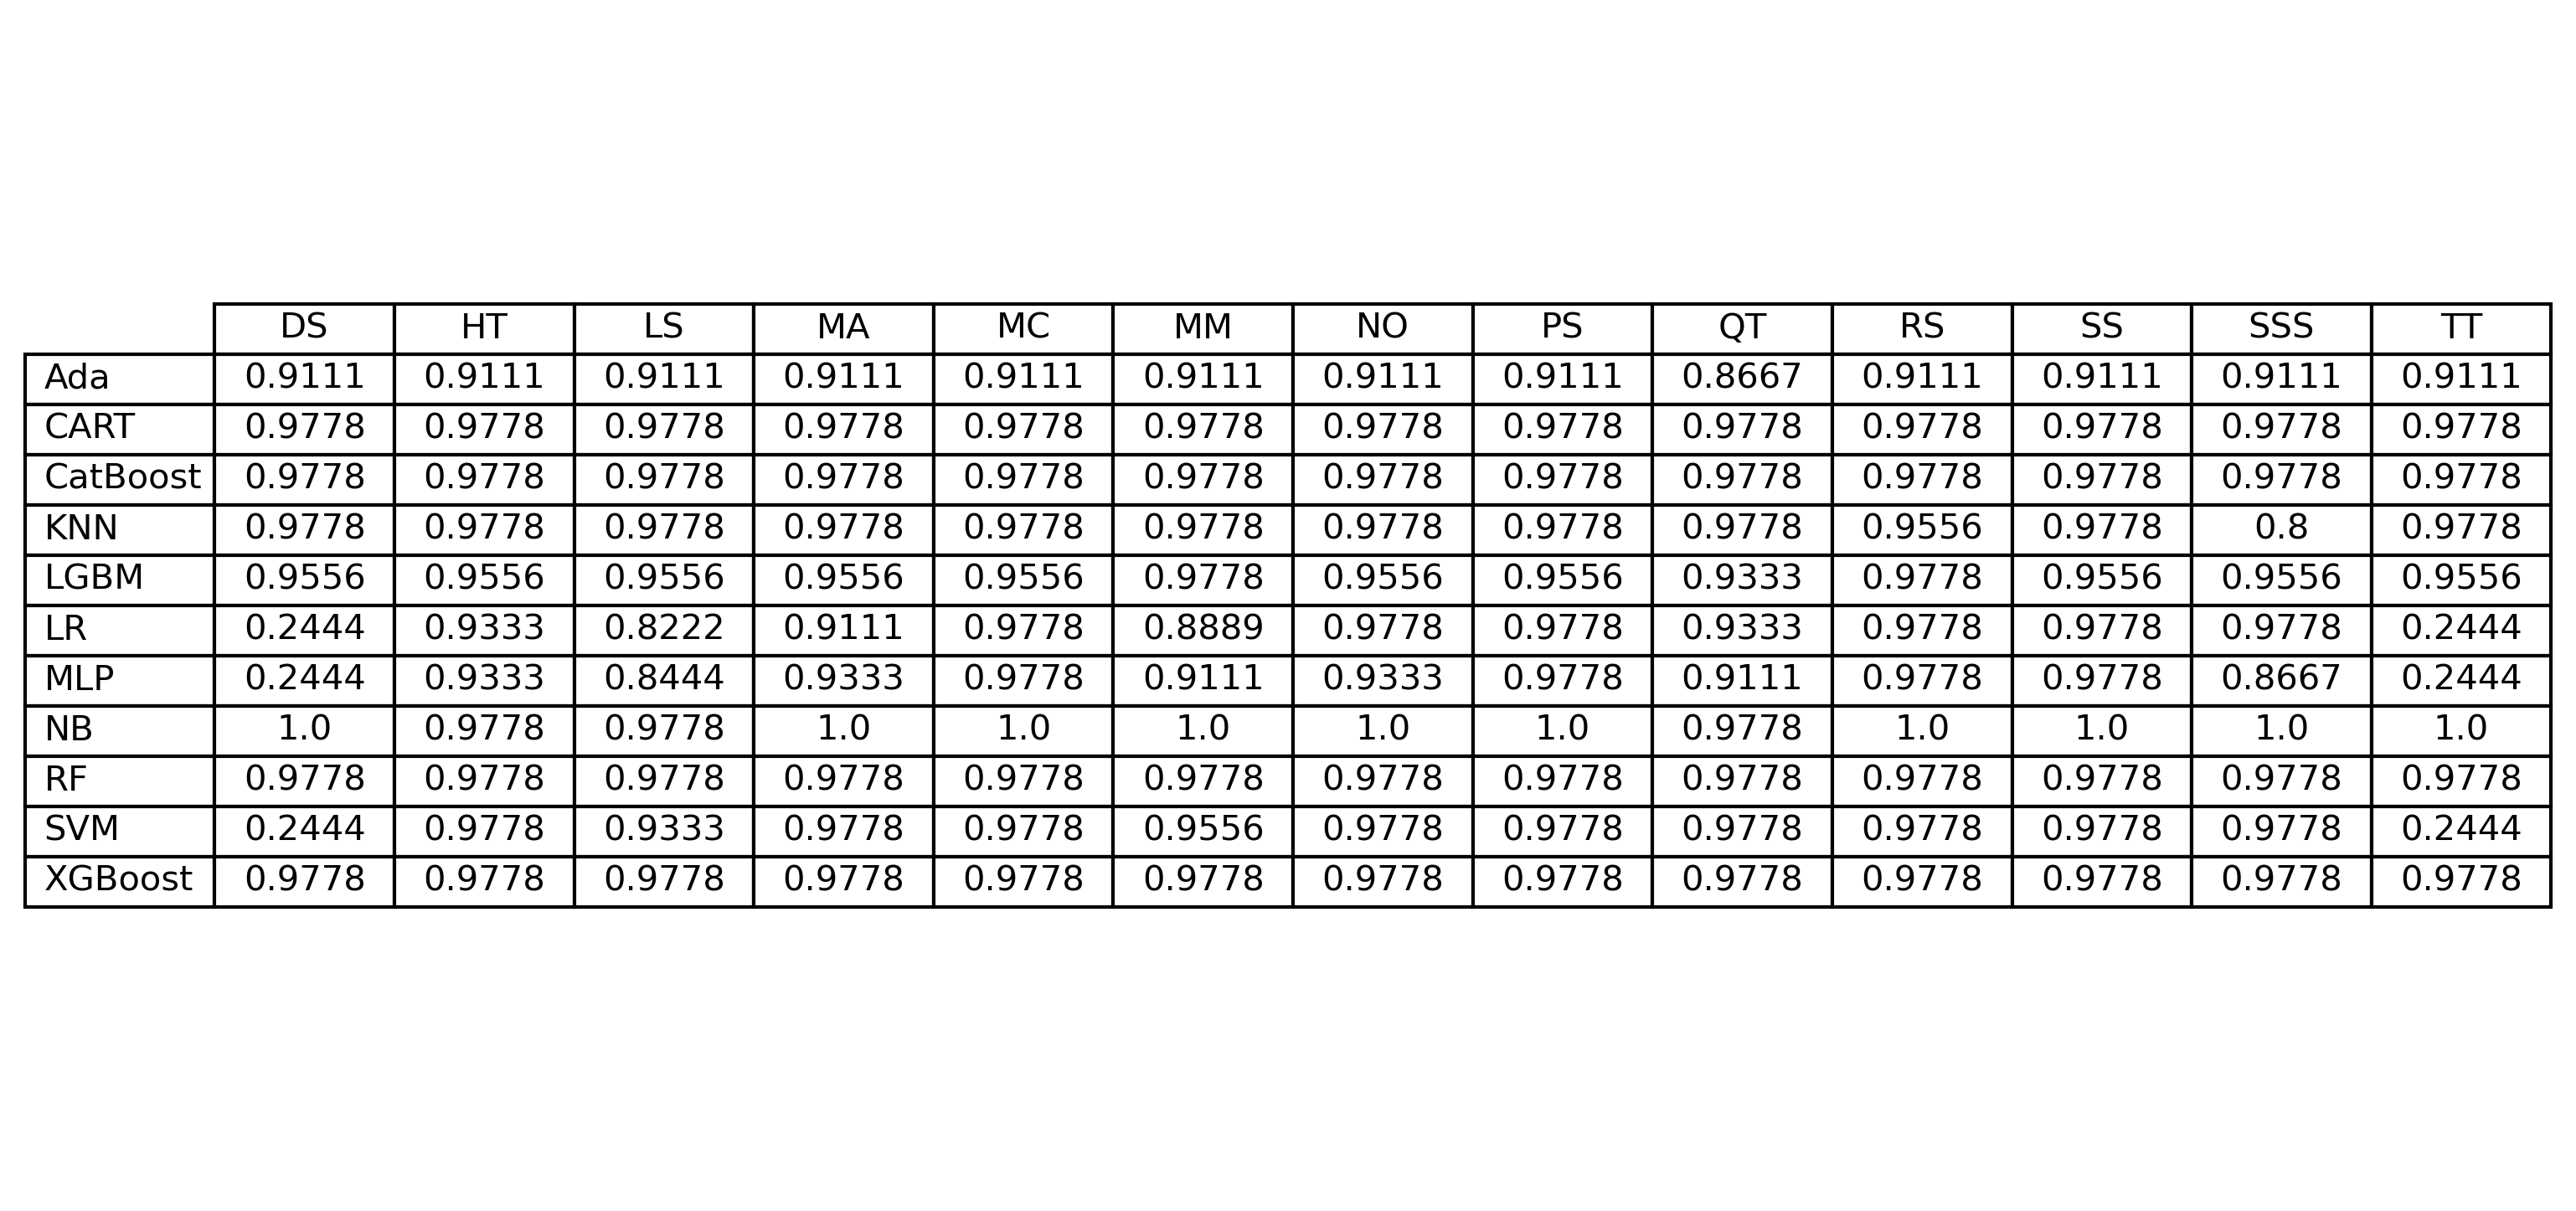 DS HT LS MA MC MM NO PS QT RS SS SSS TT
Ada 0.9111 0.9111 0.9111 0.9111 0.9111 0.9111 0.9111 0.9111 0.8667 0.9111 0.9111 0.9111 0.9111
CART 0.9778 0.9778 0.9778 0.9778 0.9778 0.9778 0.9778 0.9778 0.9778 0.9778 0.9778 0.9778 0.9778
CatBoost 0.9778 0.9778 0.9778 0.9778 0.9778 0.9778 0.9778 0.9778 0.9778 0.9778 0.9778 0.9778 0.9778
KNN 0.9778 0.9778 0.9778 0.9778 0.9778 0.9778 0.9778 0.9778 0.9778 0.9556 0.9778 0.8 0.9778
LGBM 0.9556 0.9556 0.9556 0.9556 0.9556 0.9778 0.9556 0.9556 0.9333 0.9778 0.9556 0.9556 0.9556
LR 0.2444 0.9333 0.8222 0.9111 0.9778 0.8889 0.9778 0.9778 0.9333 0.9778 0.9778 0.9778 0.2444
MLP 0.2444 0.9333 0.8444 0.9333 0.9778 0.9111 0.9333 0.9778 0.9111 0.9778 0.9778 0.8667 0.2444
NB 1.0 0.9778 0.9778 1.0 1.0 1.0 1.0 1.0 0.9778 1.0 1.0 1.0 1.0
RF 0.9778 0.9778 0.9778 0.9778 0.9778 0.9778 0.9778 0.9778 0.9778 0.9778 0.9778 0.9778 0.9778
SVM 0.2444 0.9778 0.9333 0.9778 0.9778 0.9556 0.9778 0.9778 0.9778 0.9778 0.9778 0.9778 0.2444
XGBoost 0.9778 0.9778 0.9778 0.9778 0.9778 0.9778 0.9778 0.9778 0.9778 0.9778 0.9778 0.9778 0.9778